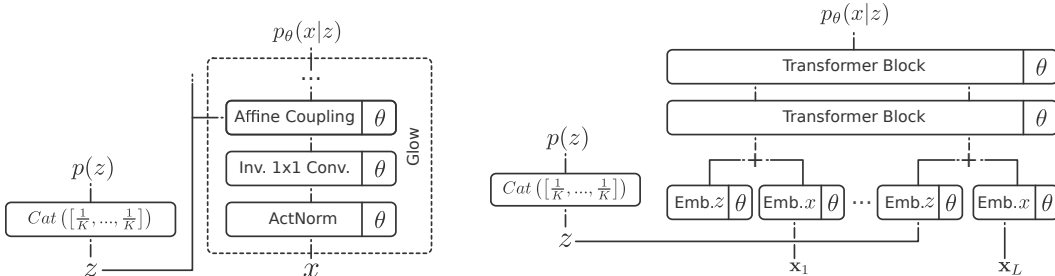 p_θ(x|z)
...
Affine Coupling θ
Inv. 1x1 Conv. θ
ActNorm θ
Glow
x
p(z)
Cat([1/K, ..., 1/K])
z
p_θ(x|z)
Transformer Block θ
Transformer Block θ
+ +
p(z)
Cat([1/K, ..., 1/K])
z
Emb.z θ Emb.x θ ... Emb.z θ Emb.x θ
x_1 x_L